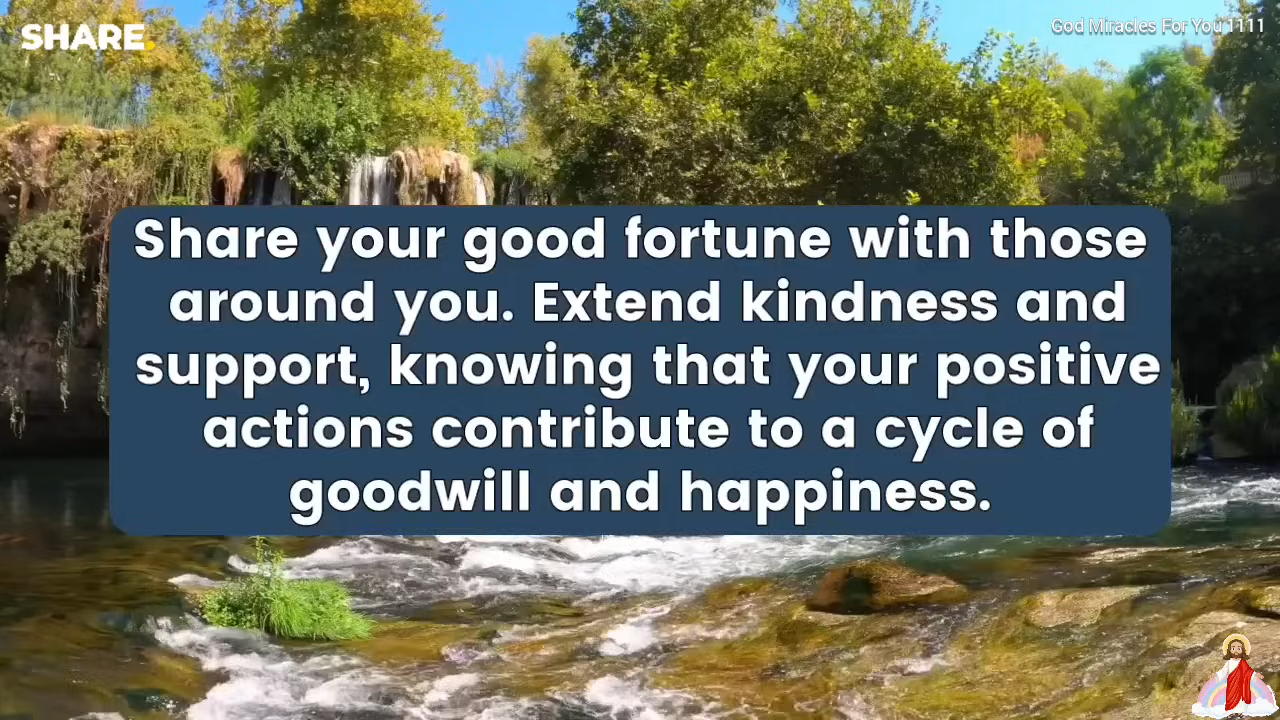 SHARE.
God Miracles For You 1111
Share your good fortune with those
around you. Extend kindness and
support, knowing that your positive
actions contribute to a cycle of
goodwill and happiness.